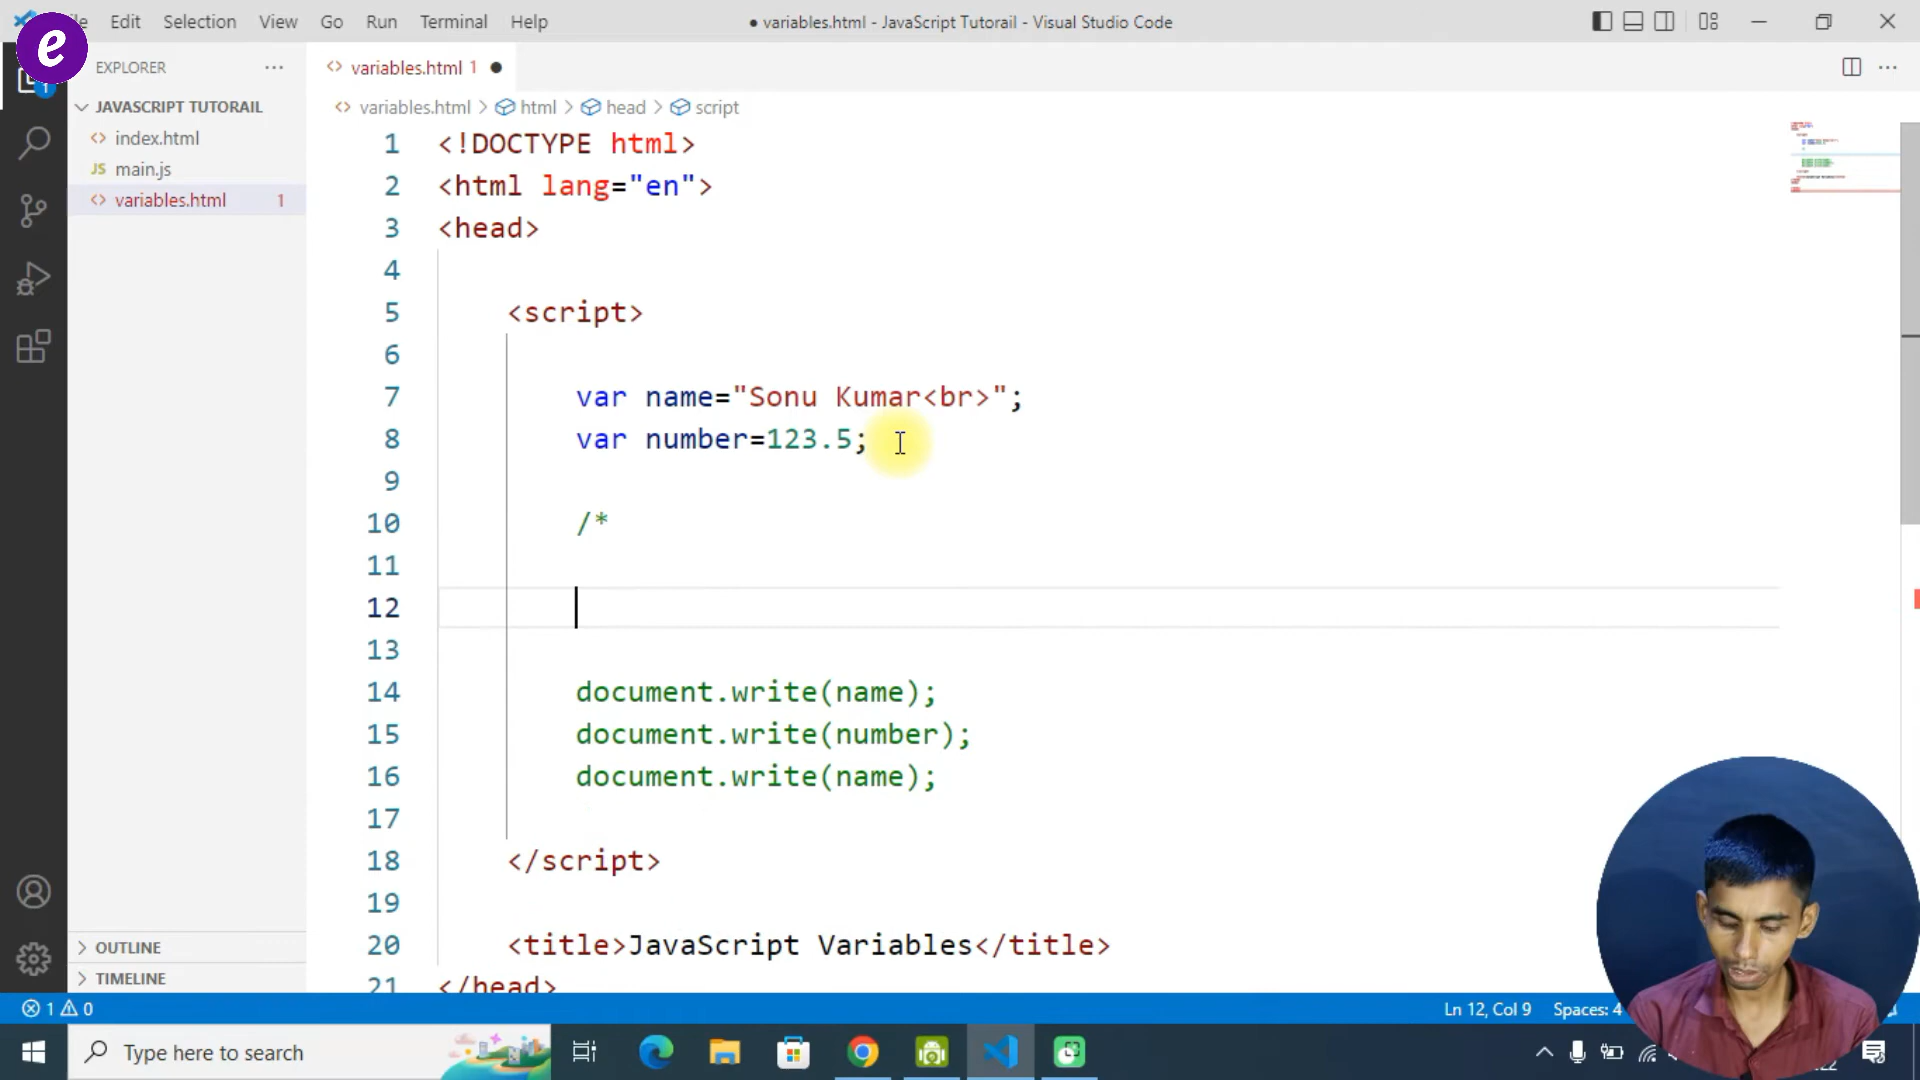 e
File Edit Selection View Go Run Terminal Help
● variables.html - JavaScript Tutorail - Visual Studio Code
EXPLORER
variables.html 1
1
JAVASCRIPT TUTORAIL
index.html
JS main.js
variables.html 1
variables.html > html > head > script
1 <!DOCTYPE html>
2 <html lang="en">
3 <head>
4
5 <script>
6
7 var name="Sonu Kumar<br>";
8 var number=123.5;
9
10 /*
11
12
13
14 document.write(name);
15 document.write(number);
16 document.write(name);
17
18 </script>
19
20 <title>JavaScript Variables</title>
21 </head>
OUTLINE
TIMELINE
1 0
Ln 12, Col 9 Spaces: 4
Type here to search